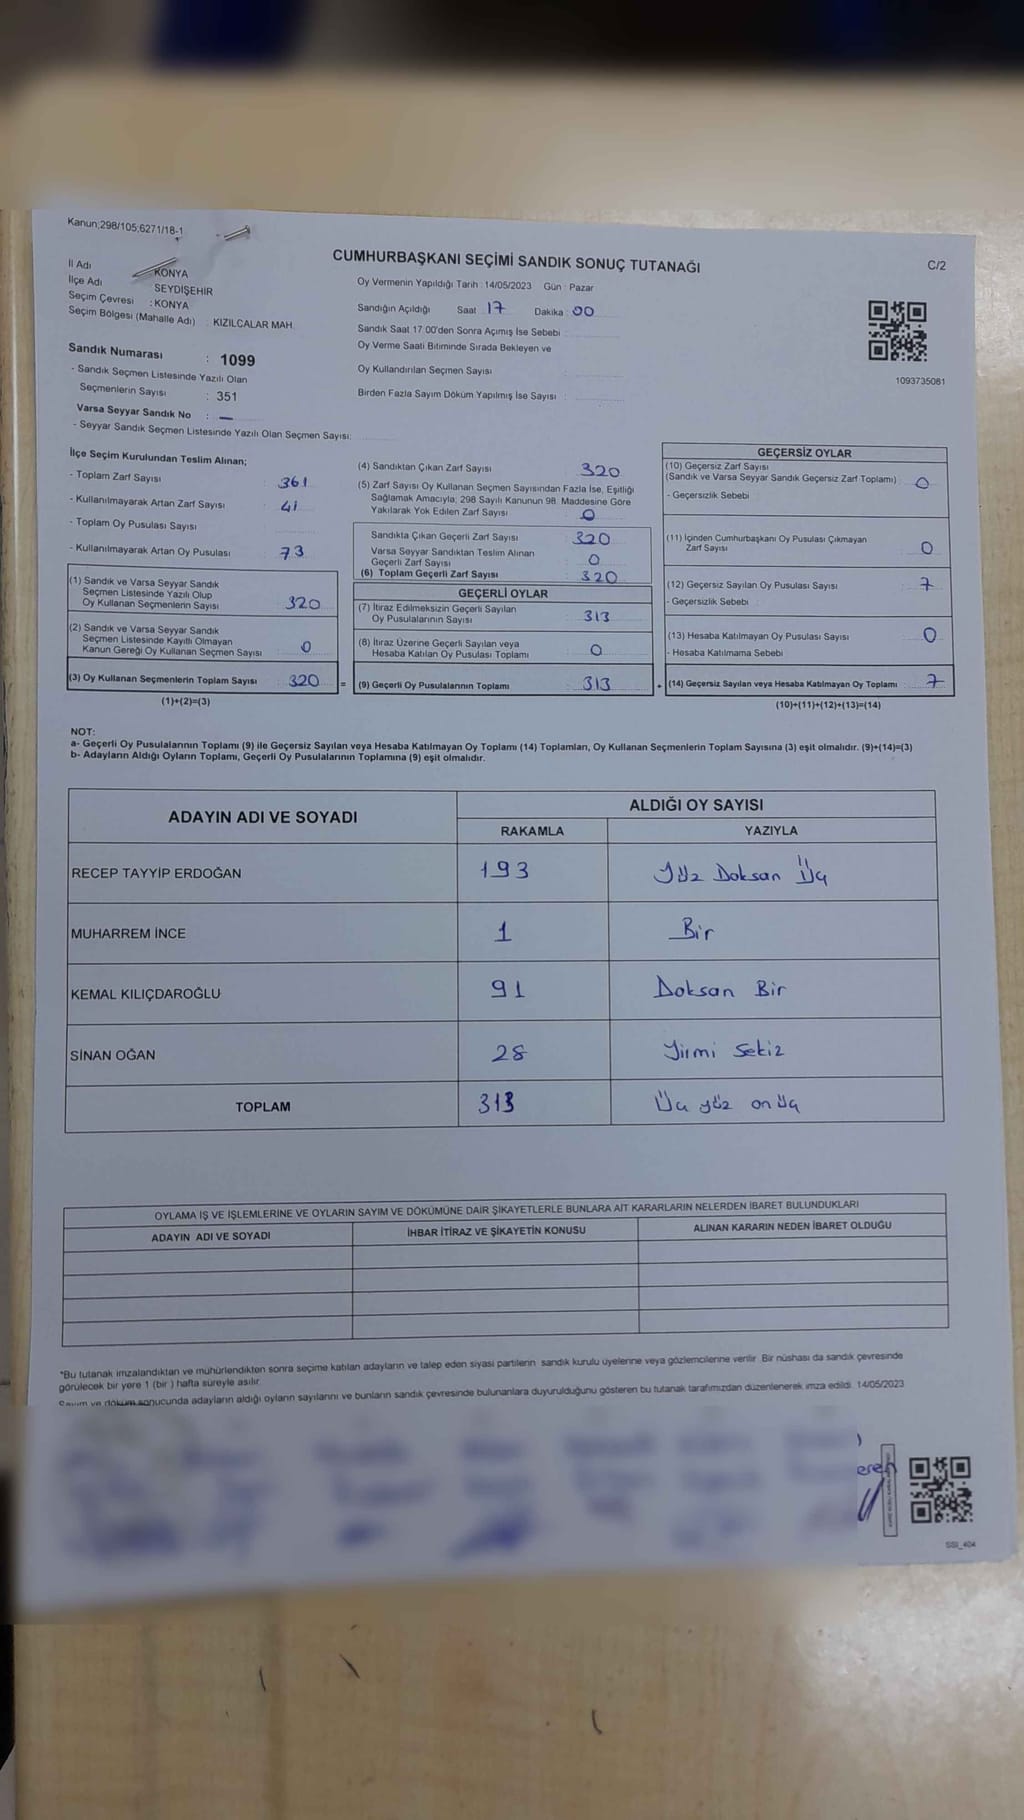 Kanun;298/105;6271/18-1
CUMHURBAŞKANI SEÇİMİ SANDIK SONUÇ TUTANAĞI
C/2
İl Adı KONYA
İlçe Adı SEYDİŞEHİR
Seçim Çevresi : KONYA
Seçim Bölgesi (Mahalle Adı) : KIZILCALAR MAH.
Oy Vermenin Yapıldığı Tarih : 14/05/2023 Gün : Pazar
Sandığın Açıldığı Saat 17 Dakika : 00
Sandık Saat 17.00'den Sonra Açımış İse Sebebi :
Oy Verme Saati Bitiminde Sırada Bekleyen ve
Oy Kullandırılan Seçmen Sayısı :
Birden Fazla Sayım Döküm Yapılmış İse Sayısı :
1093735081
Sandık Numarası : 1099
- Sandık Seçmen Listesinde Yazılı Olan
Seçmenlerin Sayısı : 351
Varsa Seyyar Sandık No : —
- Seyyar Sandık Seçmen Listesinde Yazılı Olan Seçmen Sayısı:
İlçe Seçim Kurulundan Teslim Alınan;
- Toplam Zarf Sayısı : 361
- Kullanılmayarak Artan Zarf Sayısı : 41
- Toplam Oy Pusulası Sayısı :
- Kullanılmayarak Artan Oy Pusulası : 73
(1) Sandık ve Varsa Seyyar Sandık
Seçmen Listesinde Yazılı Olup
Oy Kullanan Seçmenlerin Sayısı : 320
(2) Sandık ve Varsa Seyyar Sandık
Seçmen Listesinde Kayıtlı Olmayan
Kanun Gereği Oy Kullanan Seçmen Sayısı : 0
(3) Oy Kullanan Seçmenlerin Toplam Sayısı : 320 =
(1)+(2)=(3)
(4) Sandıktan Çıkan Zarf Sayısı : 320
(5) Zarf Sayısı Oy Kullanan Seçmen Sayısından Fazla İse, Eşitliği
Sağlamak Amacıyla; 298 Sayılı Kanunun 98. Maddesine Göre
Yakılarak Yok Edilen Zarf Sayısı : 0
Sandıkta Çıkan Geçerli Zarf Sayısı : 320
Varsa Seyyar Sandıktan Teslim Alınan
Geçerli Zarf Sayısı : 0
(6) Toplam Geçerli Zarf Sayısı : 320
GEÇERLİ OYLAR
(7) İtiraz Edilmeksizin Geçerli Sayılan
Oy Pusulalarının Sayısı : 313
(8) İtiraz Üzerine Geçerli Sayılan veya
Hesaba Katılan Oy Pusulası Toplamı : 0
(9) Geçerli Oy Pusulalarının Toplamı : 313 +
GEÇERSİZ OYLAR
(10) Geçersiz Zarf Sayısı
(Sandık ve Varsa Seyyar Sandık Geçersiz Zarf Toplamı) : 0
- Geçersizlik Sebebi :
(11) İçinden Cumhurbaşkanı Oy Pusulası Çıkmayan
Zarf Sayısı : 0
(12) Geçersiz Sayılan Oy Pusulası Sayısı : 7
- Geçersizlik Sebebi :
(13) Hesaba Katılmayan Oy Pusulası Sayısı : 0
- Hesaba Katılmama Sebebi :
(14) Geçersiz Sayılan veya Hesaba Katılmayan Oy Toplamı : 7
(10)+(11)+(12)+(13)=(14)
NOT:
a- Geçerli Oy Pusulalarının Toplamı (9) ile Geçersiz Sayılan veya Hesaba Katılmayan Oy Toplamı (14) Toplamları, Oy Kullanan Seçmenlerin Toplam Sayısına (3) eşit olmalıdır. (9)+(14)=(3)
b- Adayların Aldığı Oyların Toplamı, Geçerli Oy Pusulalarının Toplamına (9) eşit olmalıdır.
ADAYIN ADI VE SOYADI ALDIĞI OY SAYISI
RAKAMLA YAZIYLA
RECEP TAYYİP ERDOĞAN 193 Yüz Doksan Üç
MUHARREM İNCE 1 Bir
KEMAL KILIÇDAROĞLU 91 Doksan Bir
SİNAN OĞAN 28 Yirmi Sekiz
TOPLAM 313 Üç yüz on üç
OYLAMA İŞ VE İŞLEMLERİNE VE OYLARIN SAYIM VE DÖKÜMÜNE DAİR ŞİKAYETLERLE BUNLARA AİT KARARLARIN NELERDEN İBARET BULUNDUKLARI
ADAYIN ADI VE SOYADI İHBAR İTİRAZ VE ŞİKAYETİN KONUSU ALINAN KARARIN NEDEN İBARET OLDUĞU
*Bu tutanak imzalandıktan ve mühürlendikten sonra seçime katılan adayların ve talep eden siyasi partilerin sandık kurulu üyelerine veya gözlemcilerine verilir. Bir nüshası da sandık çevresinde
görülecek bir yere 1 (bir) hafta süreyle asılır.
Sayım ve döküm sonucunda adayların aldığı oyların sayılarını ve bunların sandık çevresinde bulunanlara duyurulduğunu gösteren bu tutanak tarafımızdan düzenlenerek imza edildi. 14/05/2023
SSI_404